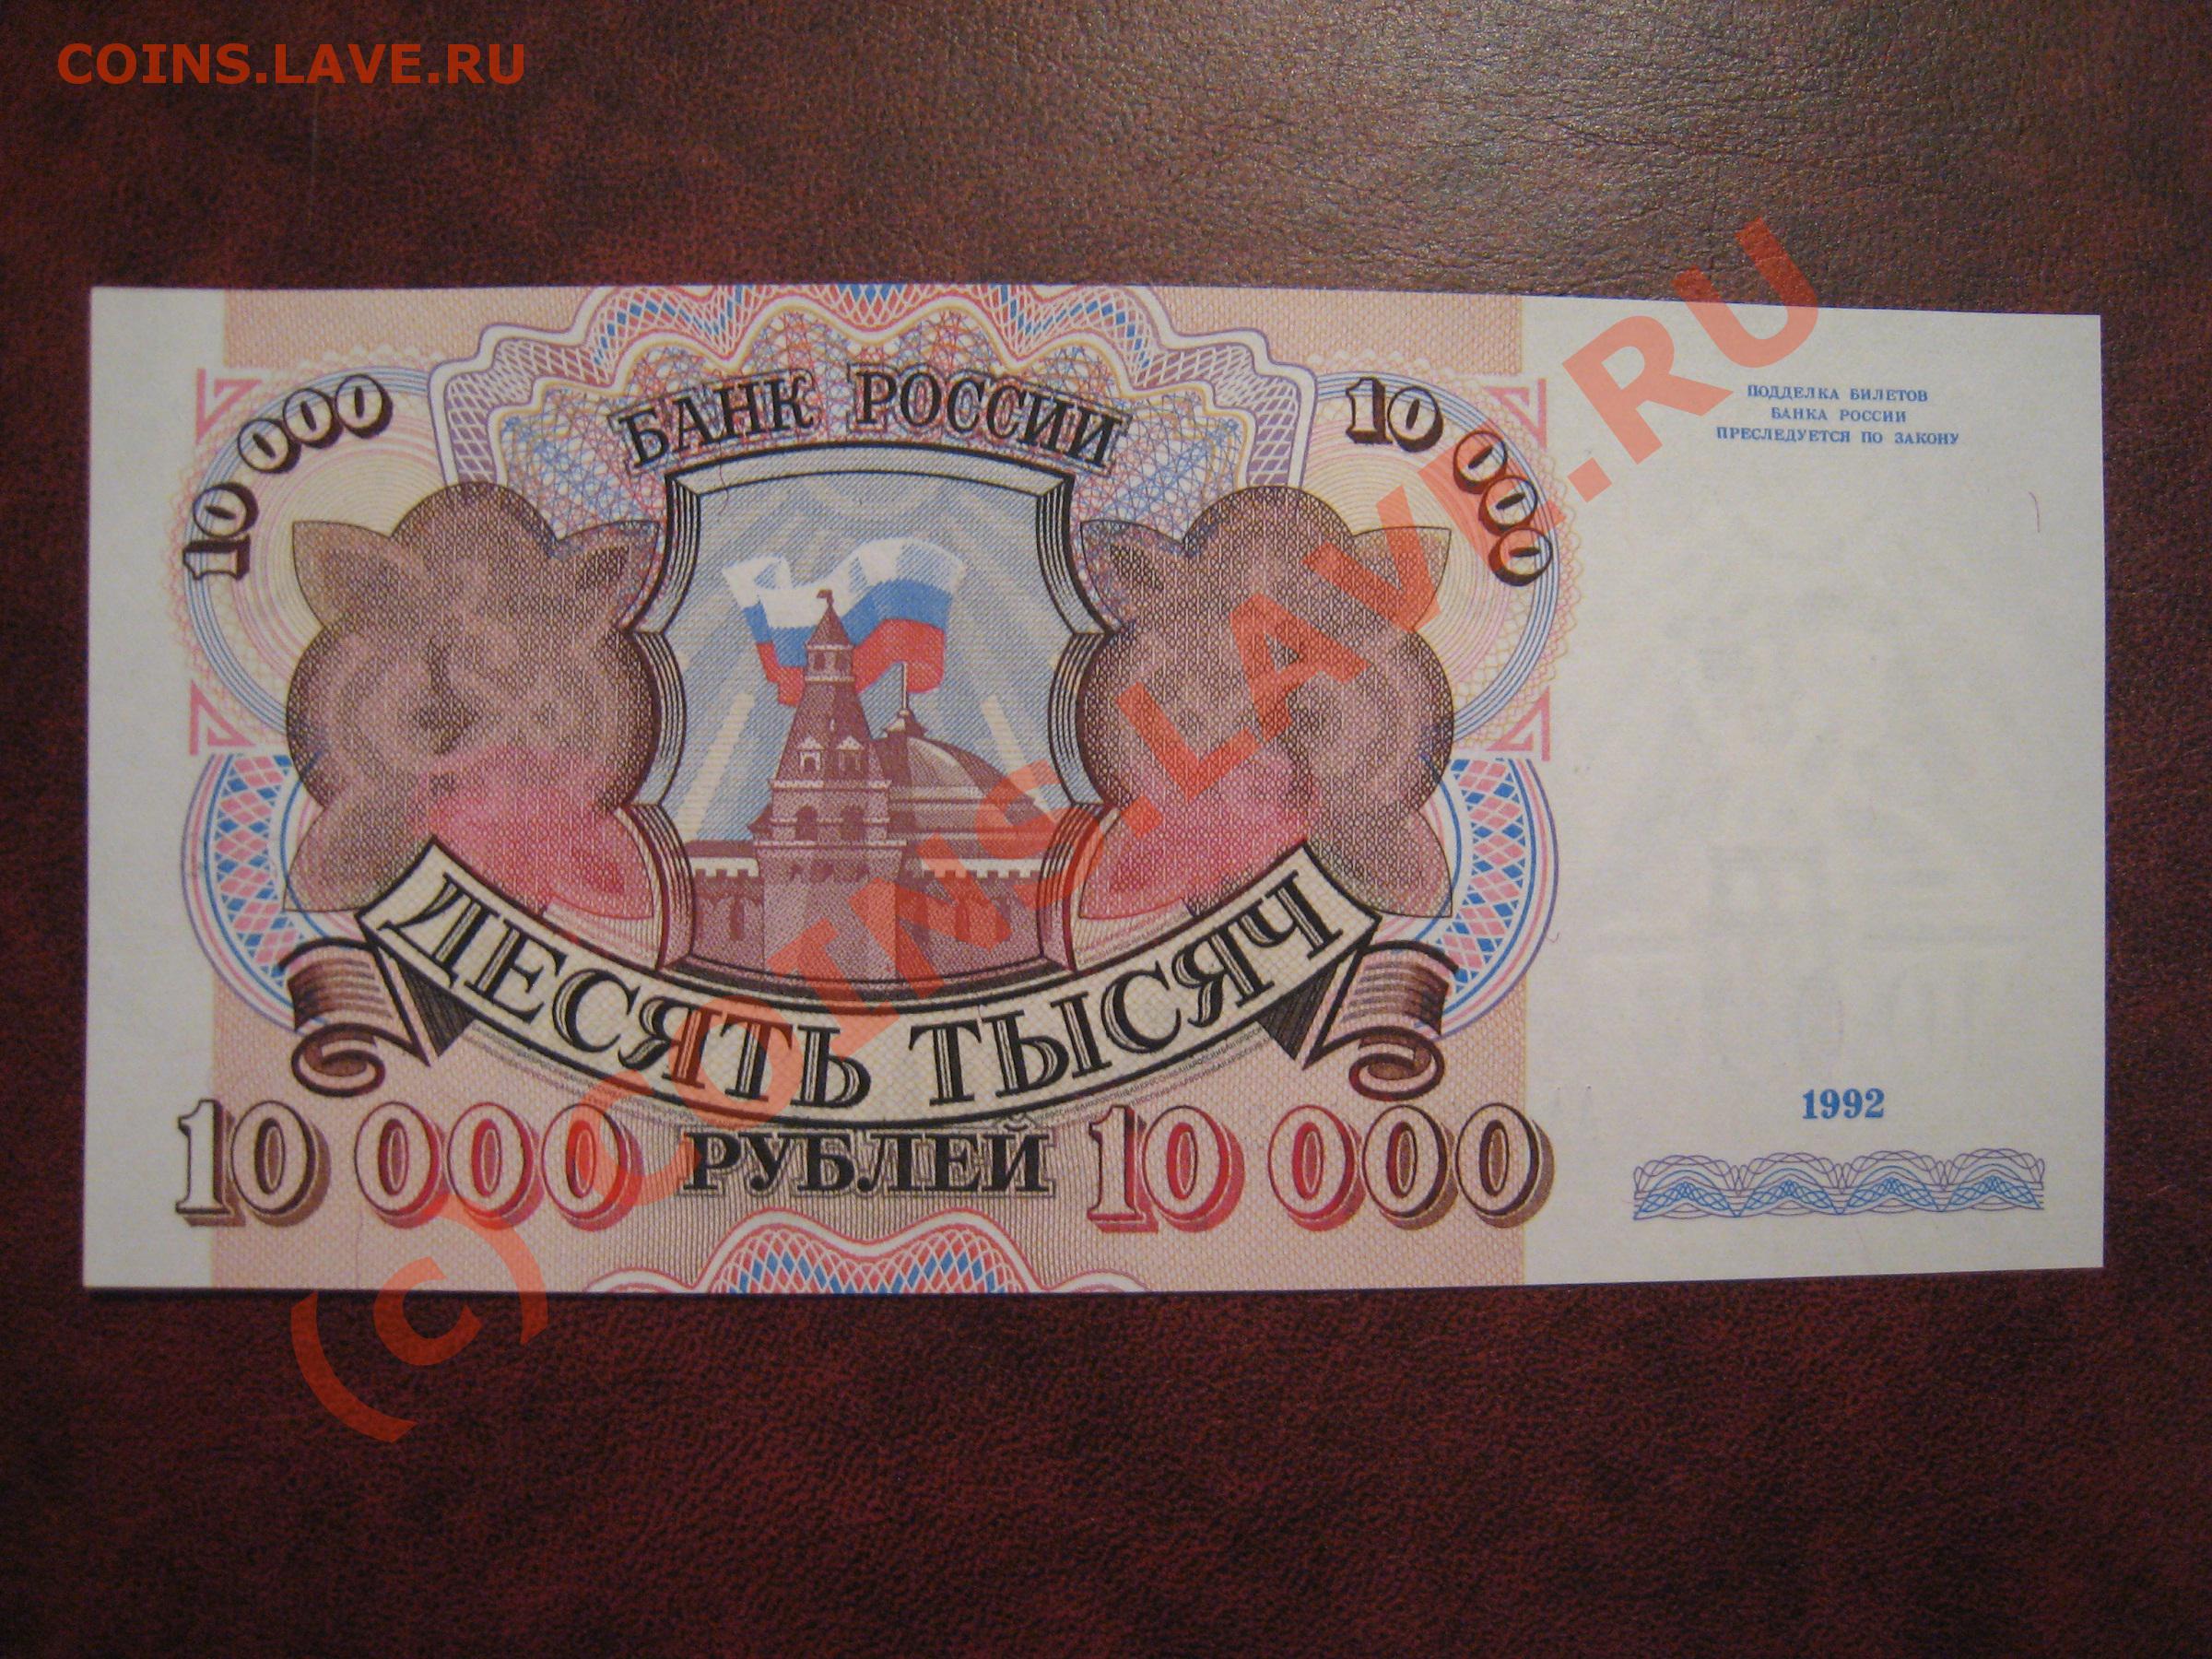 COINS.LAVE.RU
БАНК РОССИИ
10 000
10 000
ПОДДЕЛКА БИЛЕТОВ
БАНКА РОССИИ
ПРЕСЛЕДУЕТСЯ ПО ЗАКОНУ
ДЕСЯТЬ ТЫСЯЧ
10 000 РУБЛЕЙ 10 000
1992
(c) COINS.LAVE.RU